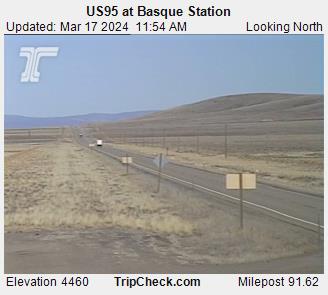 US95 at Basque Station
Updated: Mar 17 2024 11:54 AM
Looking North
Elevation 4460
TripCheck.com
Milepost 91.62